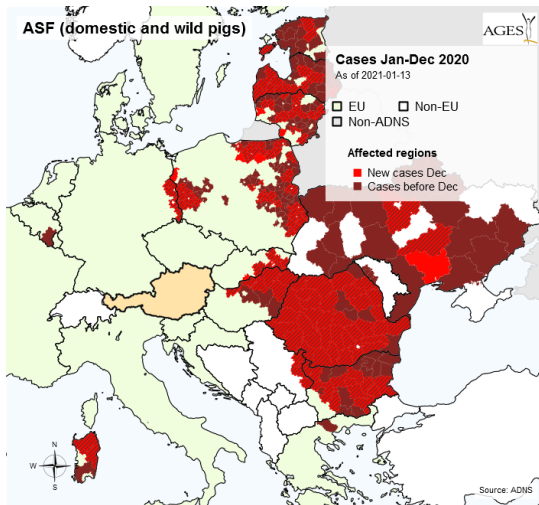 ASF (domestic and wild pigs)
AGES
Cases Jan-Dec 2020
As of 2021-01-13
EU
Non-EU
Non-ADNS
Affected regions
New cases Dec
Cases before Dec
N
W
E
S
Source: ADNS